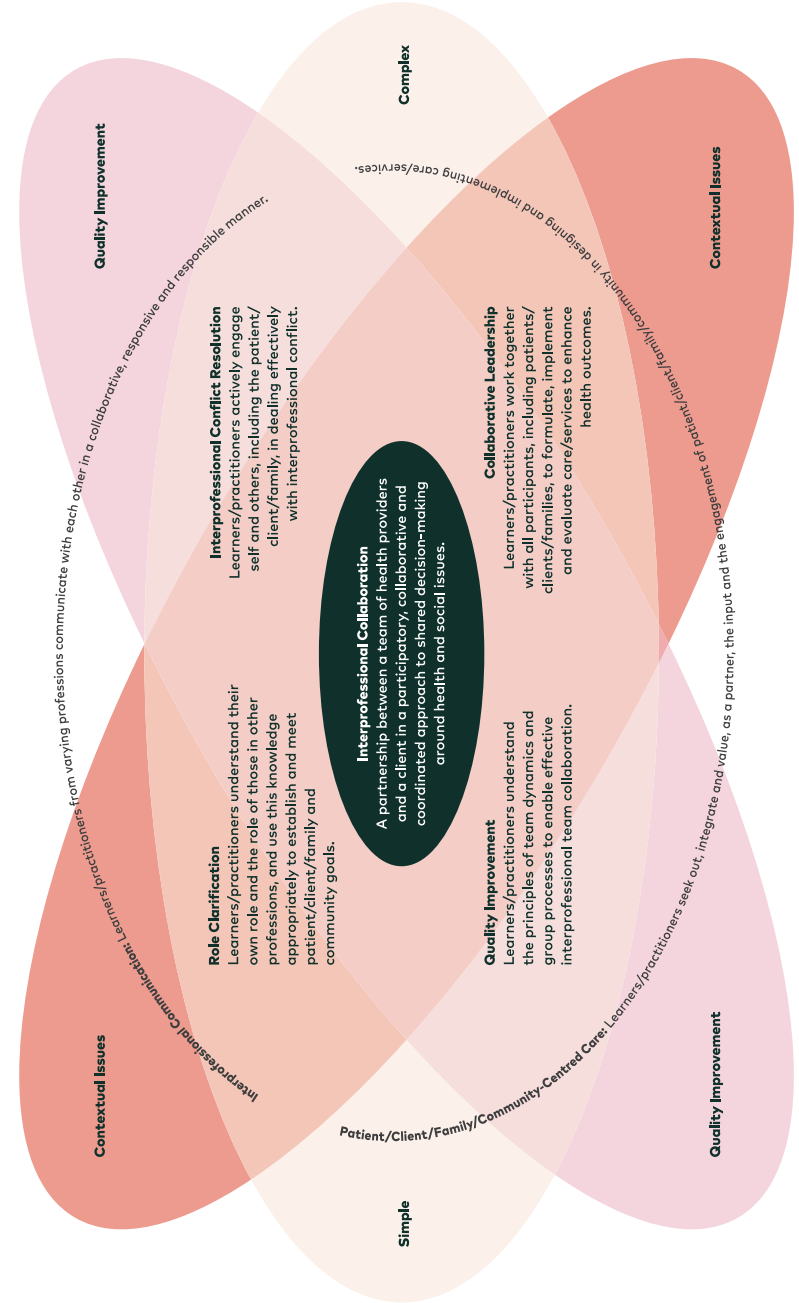 Contextual Issues
Quality Improvement
Interprofessional Communication: Learners/practitioners from varying professions communicate with each other in a collaborative, responsive and responsible manner.
Role Clarification
Learners/practitioners understand their
own role and the role of those in other
professions, and use this knowledge
appropriately to establish and meet
patient/client/family and
community goals.
Interprofessional Conflict Resolution
Learners/practitioners actively engage
self and others, including the patient/
client/family, in dealing effectively
with interprofessional conflict.
Simple
Interprofessional Collaboration
A partnership between a team of health providers
and a client in a participatory, collaborative and
coordinated approach to shared decision-making
around health and social issues.
Complex
Quality Improvement
Learners/practitioners understand
the principles of team dynamics and
group processes to enable effective
interprofessional team collaboration.
Collaborative Leadership
Learners/practitioners work together
with all participants, including patients/
clients/families, to formulate, implement
and evaluate care/services to enhance
health outcomes.
Patient/Client/Family/Community-Centred Care: Learners/practitioners seek out, integrate and value, as a partner, the input and the engagement of patient/client/family/community in designing and implementing care/services.
Quality Improvement
Contextual Issues